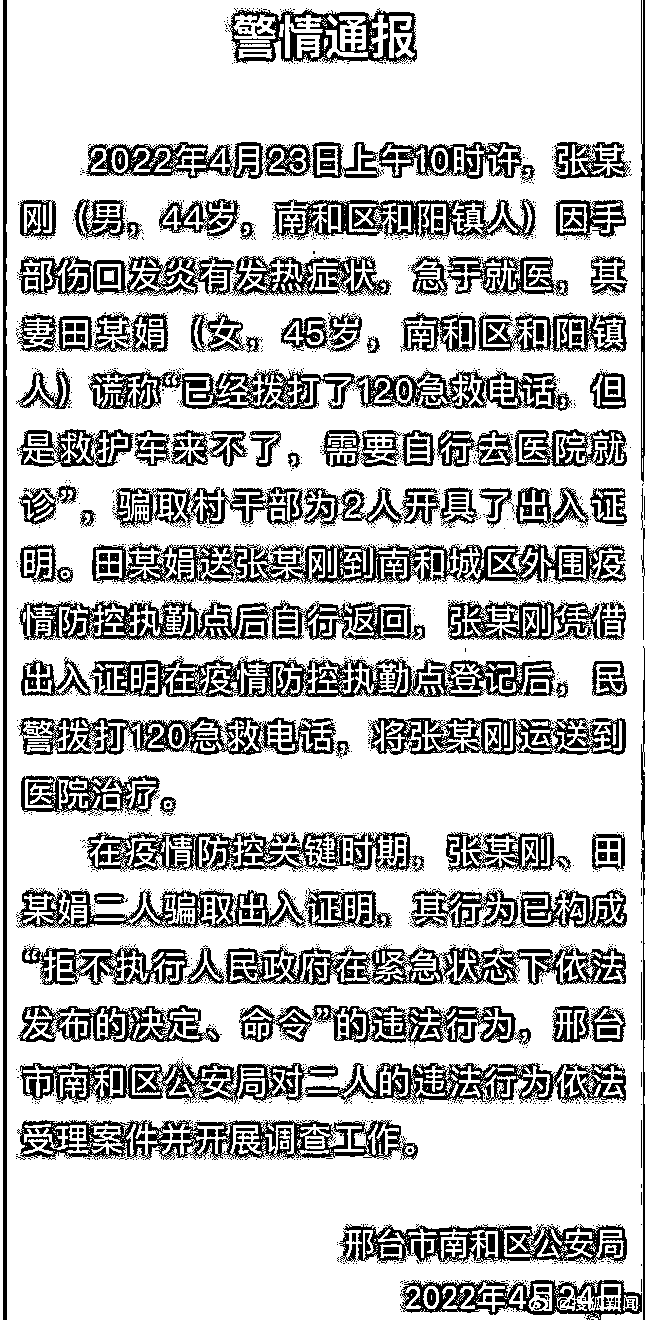 警情通报
2022年4月23日上午10时许，张某
刚（男，44岁，南和区和阳镇人）因手
部伤口发炎有发热症状，急于就医，其
妻田某娟（女，45岁，南和区和阳镇
人）谎称“已经拨打了120急救电话，但
是救护车来不了，需要自行去医院就
诊”，骗取村干部为2人开具了出入证
明。田某娟送张某刚到南和城区外围疫
情防控执勤点后自行返回，张某刚凭借
出入证明在疫情防控执勤点登记后，民
警拨打120急救电话，将张某刚运送到
医院治疗。
在疫情防控关键时期，张某刚、田
某娟二人骗取出入证明，其行为已构成
“拒不执行人民政府在紧急状态下依法
发布的决定、命令”的违法行为，邢台
市南和区公安局对二人的违法行为依法
受理案件并开展调查工作。
邢台市南和区公安局
2022年4月24日
@搜狐新闻